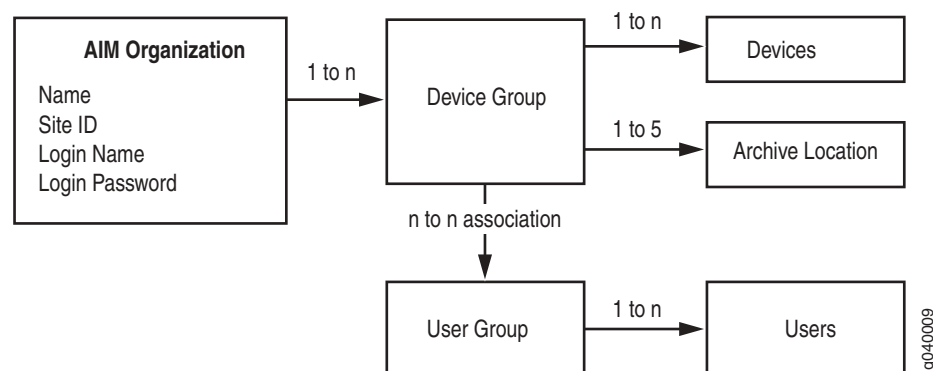 AIM Organization
Name
Site ID
Login Name
Login Password
1 to n
Device Group
1 to n
Devices
1 to 5
Archive Location
n to n association
User Group
1 to n
Users
g040009